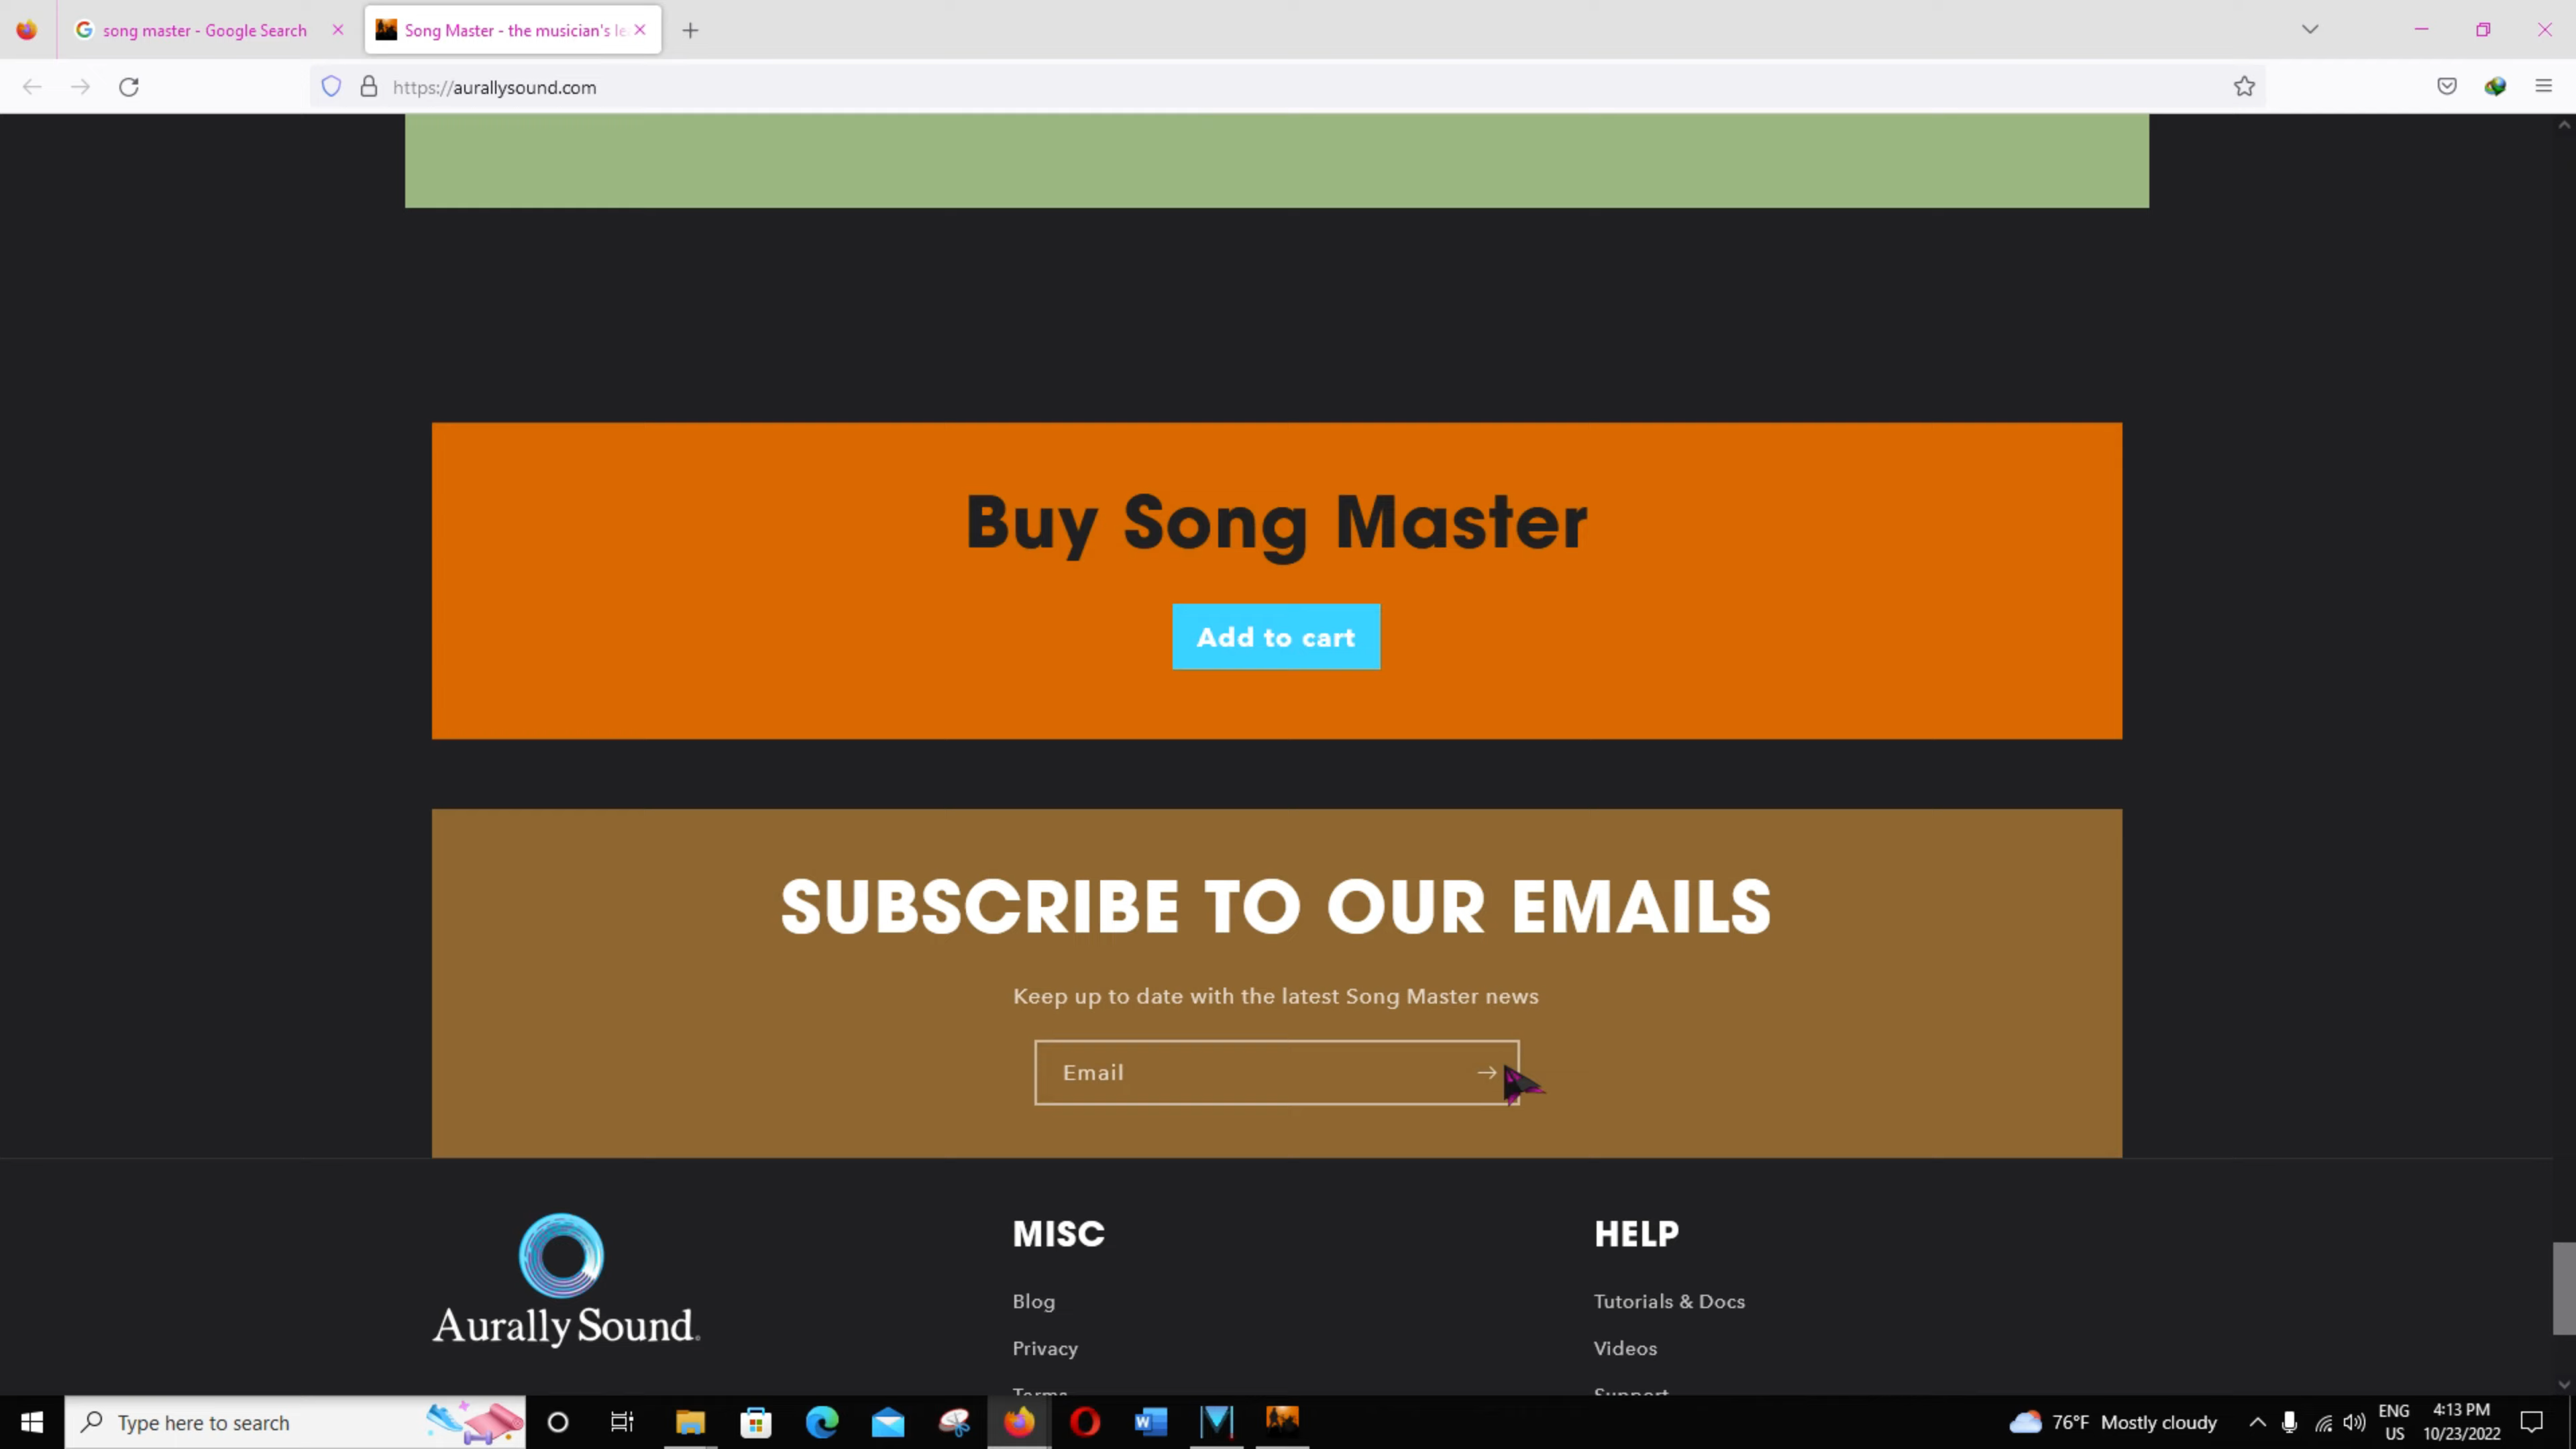 song master - Google Search
Song Master - the musician's le
https://aurallysound.com
Buy Song Master
Add to cart
SUBSCRIBE TO OUR EMAILS
Keep up to date with the latest Song Master news
Email
Aurally Sound
MISC
Blog
Privacy
Terms
HELP
Tutorials & Docs
Videos
Support
Type here to search
76°F Mostly cloudy
ENG
US
4:13 PM
10/23/2022